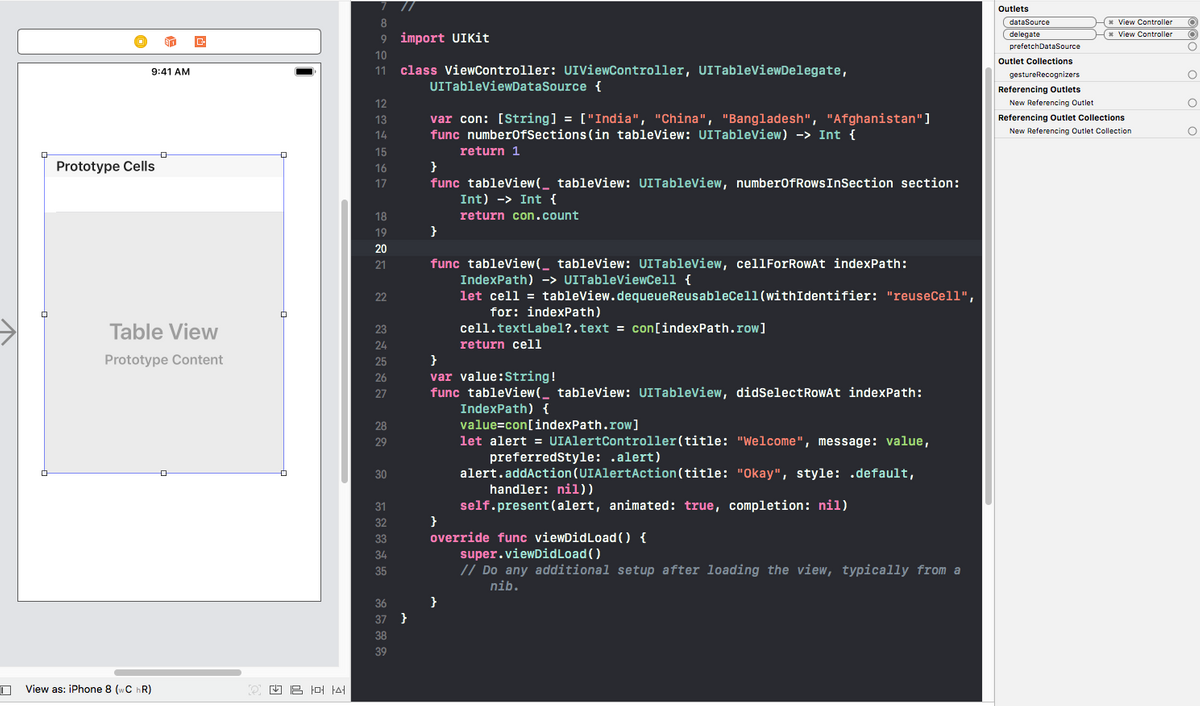 9:41 AM
Prototype Cells
Table View
Prototype Content
View as: iPhone 8 (wC hR)
7 //
8
9 import UIKit
10
11 class ViewController: UIViewController, UITableViewDelegate,
UITableViewDataSource {
12
13 var con: [String] = ["India", "China", "Bangladesh", "Afghanistan"]
14 func numberOfSections(in tableView: UITableView) -> Int {
15 return 1
16 }
17 func tableView(_ tableView: UITableView, numberOfRowsInSection section:
Int) -> Int {
18 return con.count
19 }
20
21 func tableView(_ tableView: UITableView, cellForRowAt indexPath:
IndexPath) -> UITableViewCell {
22 let cell = tableView.dequeueReusableCell(withIdentifier: "reuseCell",
for: indexPath)
23 cell.textLabel?.text = con[indexPath.row]
24 return cell
25 }
26 var value:String!
27 func tableView(_ tableView: UITableView, didSelectRowAt indexPath:
IndexPath) {
28 value=con[indexPath.row]
29 let alert = UIAlertController(title: "Welcome", message: value,
preferredStyle: .alert)
30 alert.addAction(UIAlertAction(title: "Okay", style: .default,
handler: nil))
31 self.present(alert, animated: true, completion: nil)
32 }
33 override func viewDidLoad() {
34 super.viewDidLoad()
35 // Do any additional setup after loading the view, typically from a
nib.
36 }
37 }
38
39
Outlets
dataSource View Controller
delegate View Controller
prefetchDataSource
Outlet Collections
gestureRecognizers
Referencing Outlets
New Referencing Outlet
Referencing Outlet Collections
New Referencing Outlet Collection